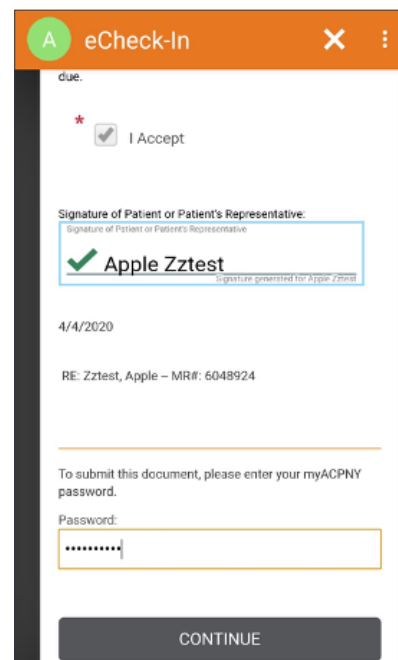 A eCheck-In
due.
* I Accept
Signature of Patient or Patient's Representative:
Signature of Patient or Patient's Representative
Apple Zztest
Signature generated for Apple Zztest
4/4/2020
RE: Zztest, Apple – MR#: 6048924
To submit this document, please enter your myACPNY
password.
Password:
••••••••••
CONTINUE